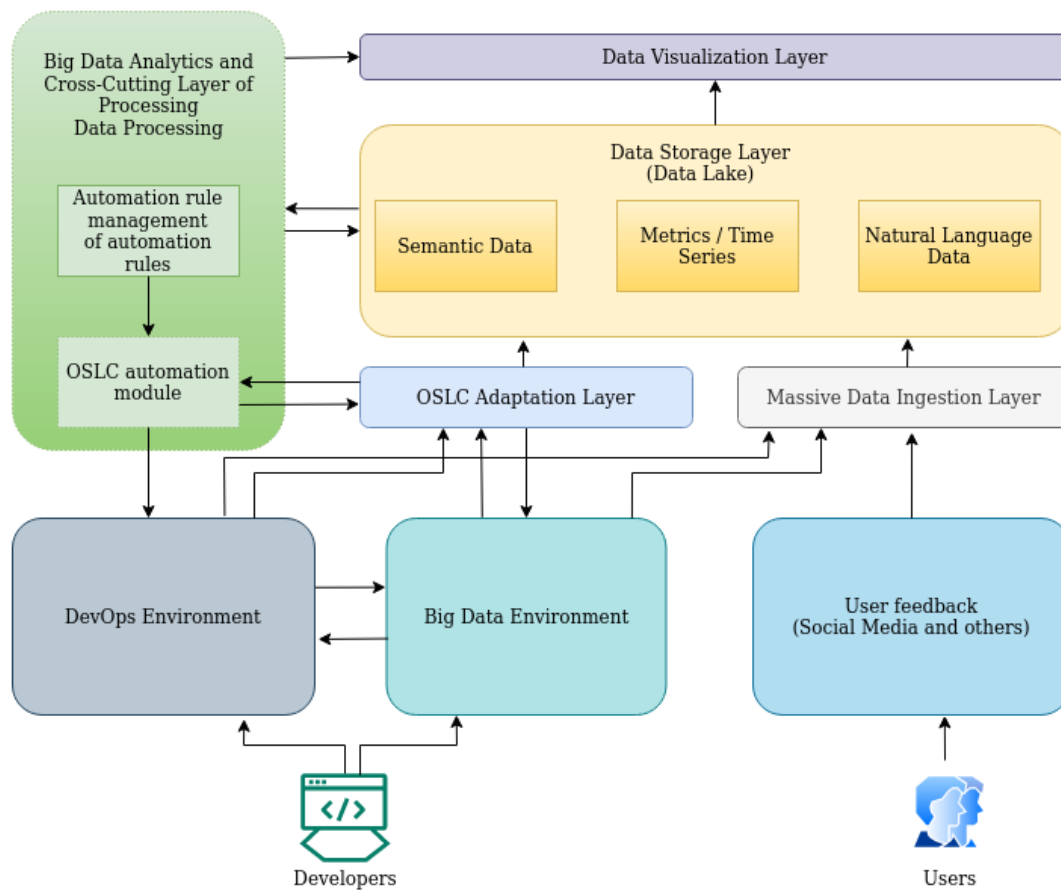 Big Data Analytics and
Cross-Cutting Layer of
Processing
Data Processing
Data Visualization Layer
Data Storage Layer
(Data Lake)
Automation rule
management
of automation
rules
Semantic Data
Metrics / Time
Series
Natural Language
Data
OSLC automation
module
OSLC Adaptation Layer
Massive Data Ingestion Layer
DevOps Environment
Big Data Environment
User feedback
(Social Media and others)
</>
Developers
Users